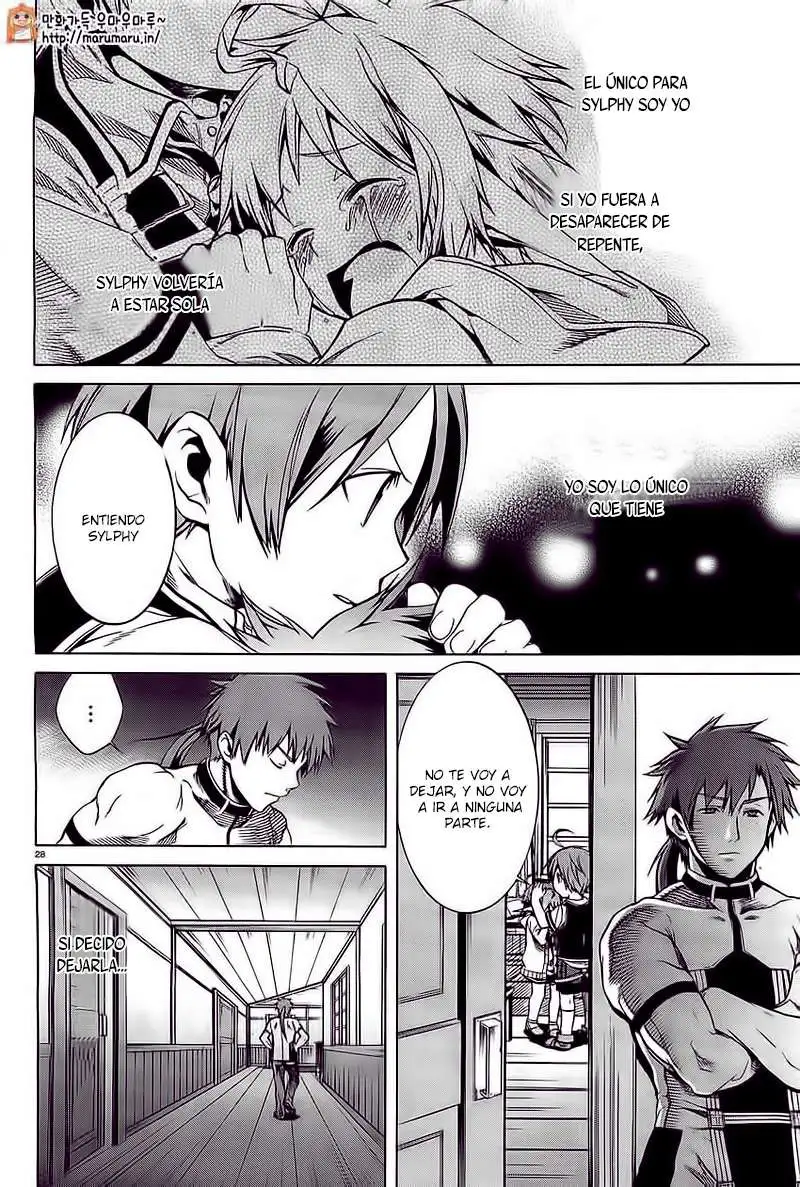 만화가득 우마우마루~
http://marumaru.in/
EL ÚNICO PARA
SYLPHY SOY YO
SI YO FUERA A
DESAPARECER DE
REPENTE,
SYLPHY VOLVERÍA
A ESTAR SOLA
YO SOY LO ÚNICO
QUE TIENE
ENTIENDO
SYLPHY
...
NO TE VOY A
DEJAR, Y NO VOY
A IR A NINGUNA
PARTE.
28
SI DECIDO
DEJARLA...